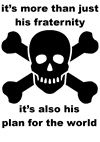 it's more than just
his fraternity
it's also his
plan for the world